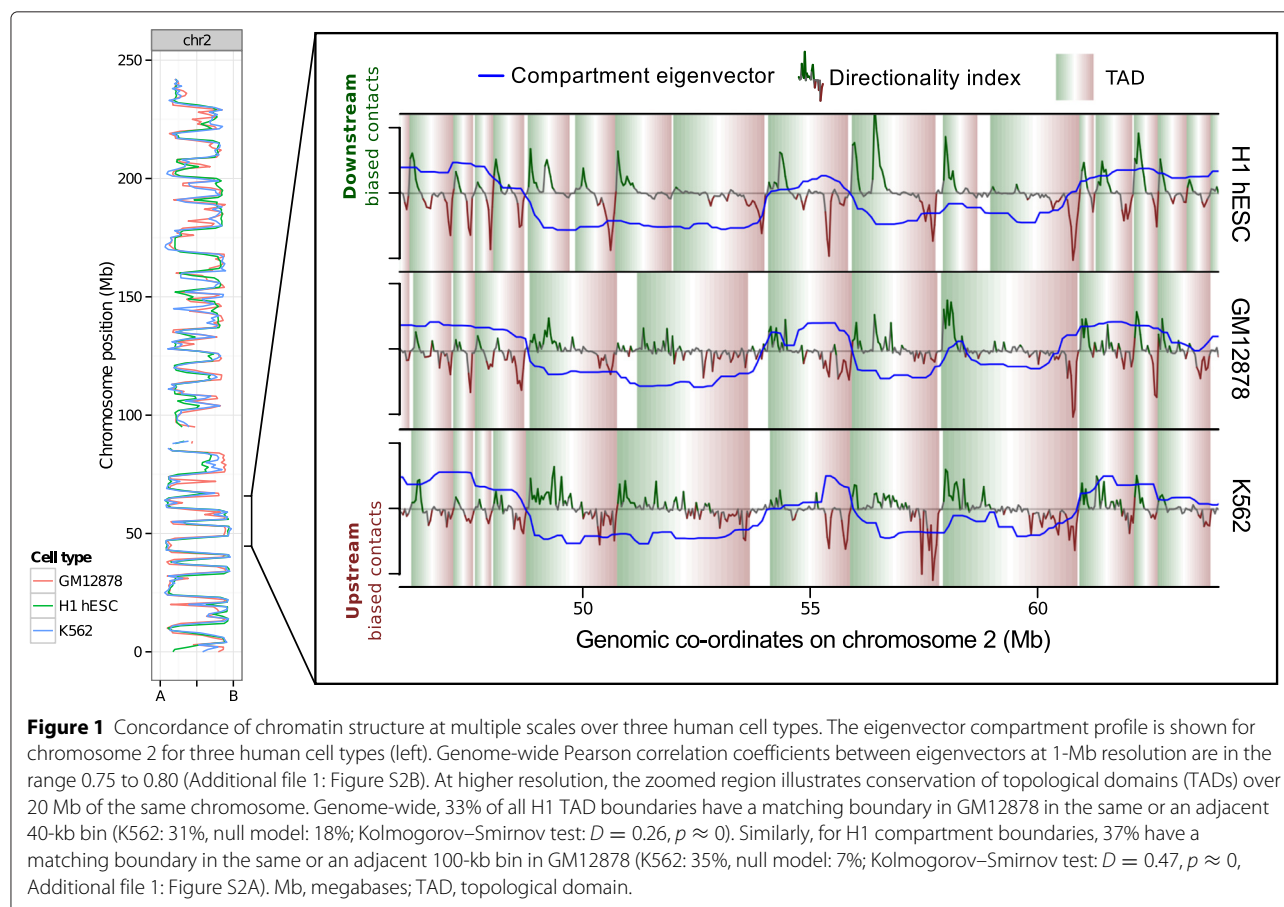 chr2
250
200
150
100
50
0
Chromosome position (Mb)
A
B
Cell type
GM12878
H1 hESC
K562
Compartment eigenvector
Directionality index
TAD
Downstream
biased contacts
Upstream
biased contacts
H1 hESC
GM12878
K562
50
55
60
Genomic co-ordinates on chromosome 2 (Mb)
Figure 1 Concordance of chromatin structure at multiple scales over three human cell types. The eigenvector compartment profile is shown for
chromosome 2 for three human cell types (left). Genome-wide Pearson correlation coefficients between eigenvectors at 1-Mb resolution are in the
range 0.75 to 0.80 (Additional file 1: Figure S2B). At higher resolution, the zoomed region illustrates conservation of topological domains (TADs) over
20 Mb of the same chromosome. Genome-wide, 33% of all H1 TAD boundaries have a matching boundary in GM12878 in the same or an adjacent
40-kb bin (K562: 31%, null model: 18%; Kolmogorov–Smirnov test: D = 0.26, p ≈ 0). Similarly, for H1 compartment boundaries, 37% have a
matching boundary in the same or an adjacent 100-kb bin in GM12878 (K562: 35%, null model: 7%; Kolmogorov–Smirnov test: D = 0.47, p ≈ 0,
Additional file 1: Figure S2A). Mb, megabases; TAD, topological domain.